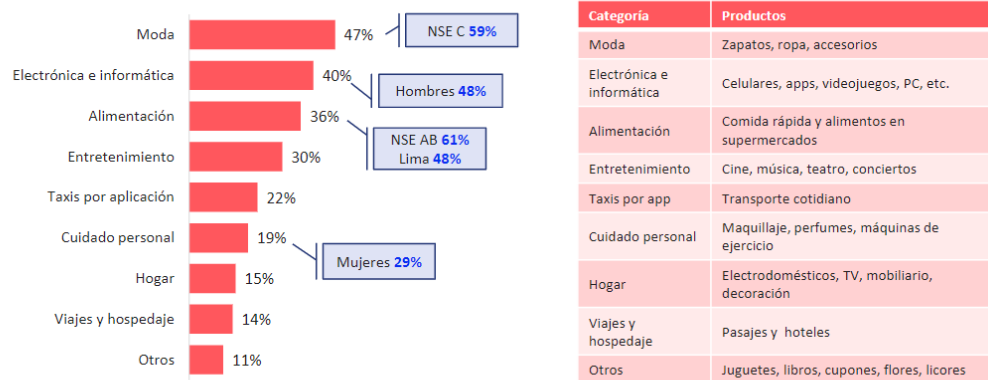 Moda 47%
NSE C 59%
Electrónica e informática 40%
Hombres 48%
Alimentación 36%
NSE AB 61%
Lima 48%
Entretenimiento 30%
Taxis por aplicación 22%
Cuidado personal 19%
Mujeres 29%
Hogar 15%
Viajes y hospedaje 14%
Otros 11%
Categoría Productos
Moda Zapatos, ropa, accesorios
Electrónica e
informática
Celulares, apps, videojuegos, PC, etc.
Alimentación
Comida rápida y alimentos en
supermercados
Entretenimiento Cine, música, teatro, conciertos
Taxis por app Transporte cotidiano
Cuidado personal
Maquillaje, perfumes, máquinas de
ejercicio
Hogar
Electrodomésticos, TV, mobiliario,
decoración
Viajes y
hospedaje
Pasajes y hoteles
Otros Juguetes, libros, cupones, flores, licores